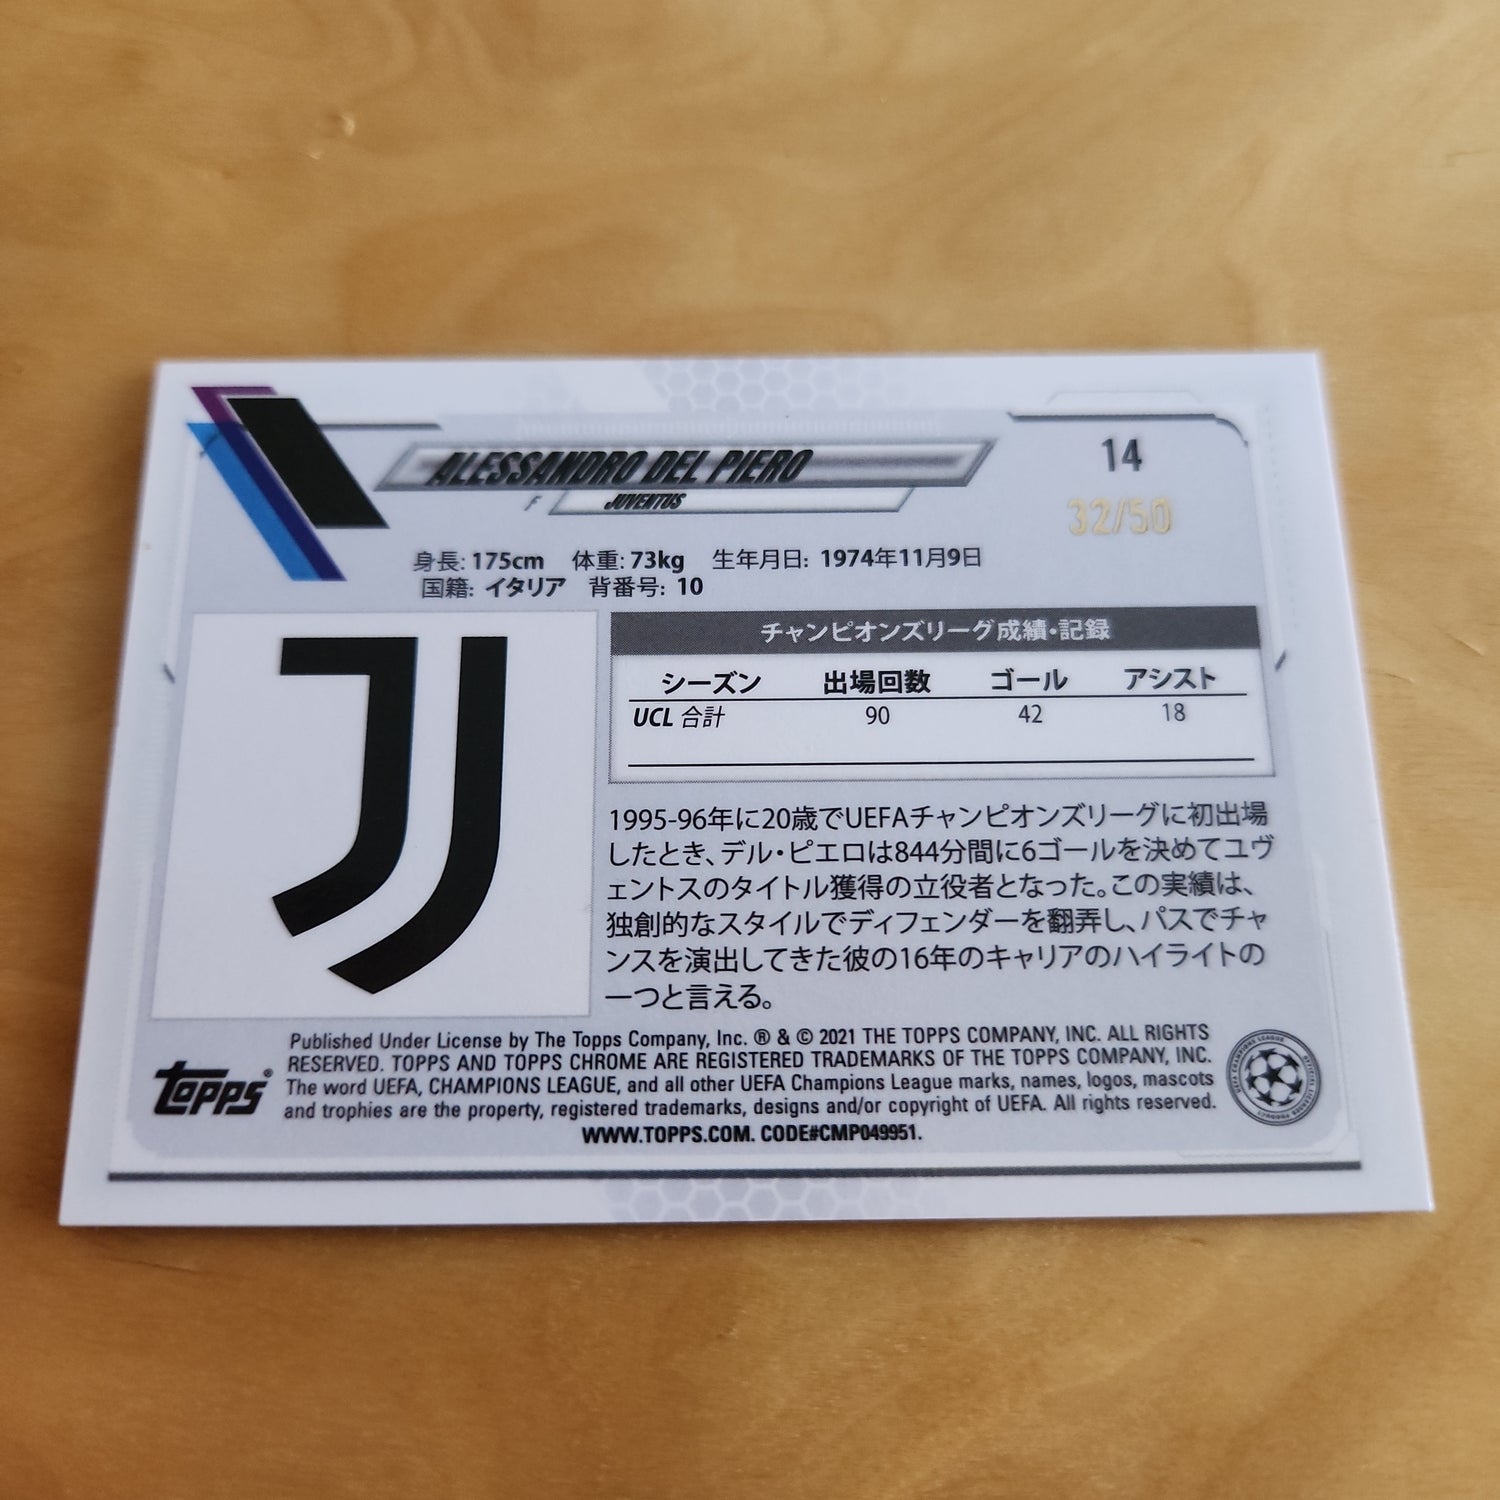 ALESSANDRO DEL PIERO
14
F JUVENTUS
32/50
身長: 175cm 体重: 73kg 生年月日: 1974年11月9日
国籍: イタリア 背番号: 10
チャンピオンズリーグ成績・記録
シーズン 出場回数 ゴール アシスト
UCL 合計 90 42 18
1995-96年に20歳でUEFAチャンピオンズリーグに初出場
したとき、デル・ピエロは844分間に6ゴールを決めてユヴ
ェントスのタイトル獲得の立役者となった。この実績は、
独創的なスタイルでディフェンダーを翻弄し、パスでチャ
ンスを演出してきた彼の16年のキャリアのハイライトの
一つと言える。
Published Under License by The Topps Company, Inc. ® & © 2021 THE TOPPS COMPANY, INC. ALL RIGHTS
RESERVED. TOPPS AND TOPPS CHROME ARE REGISTERED TRADEMARKS OF THE TOPPS COMPANY, INC.
The word UEFA, CHAMPIONS LEAGUE, and all other UEFA Champions League marks, names, logos, mascots
and trophies are the property, registered trademarks, designs and/or copyright of UEFA. All rights reserved.
WWW.TOPPS.COM. CODE#CMP049951.
topps®
UEFA CHAMPIONS LEAGUE OFFICIAL LICENSED PRODUCT